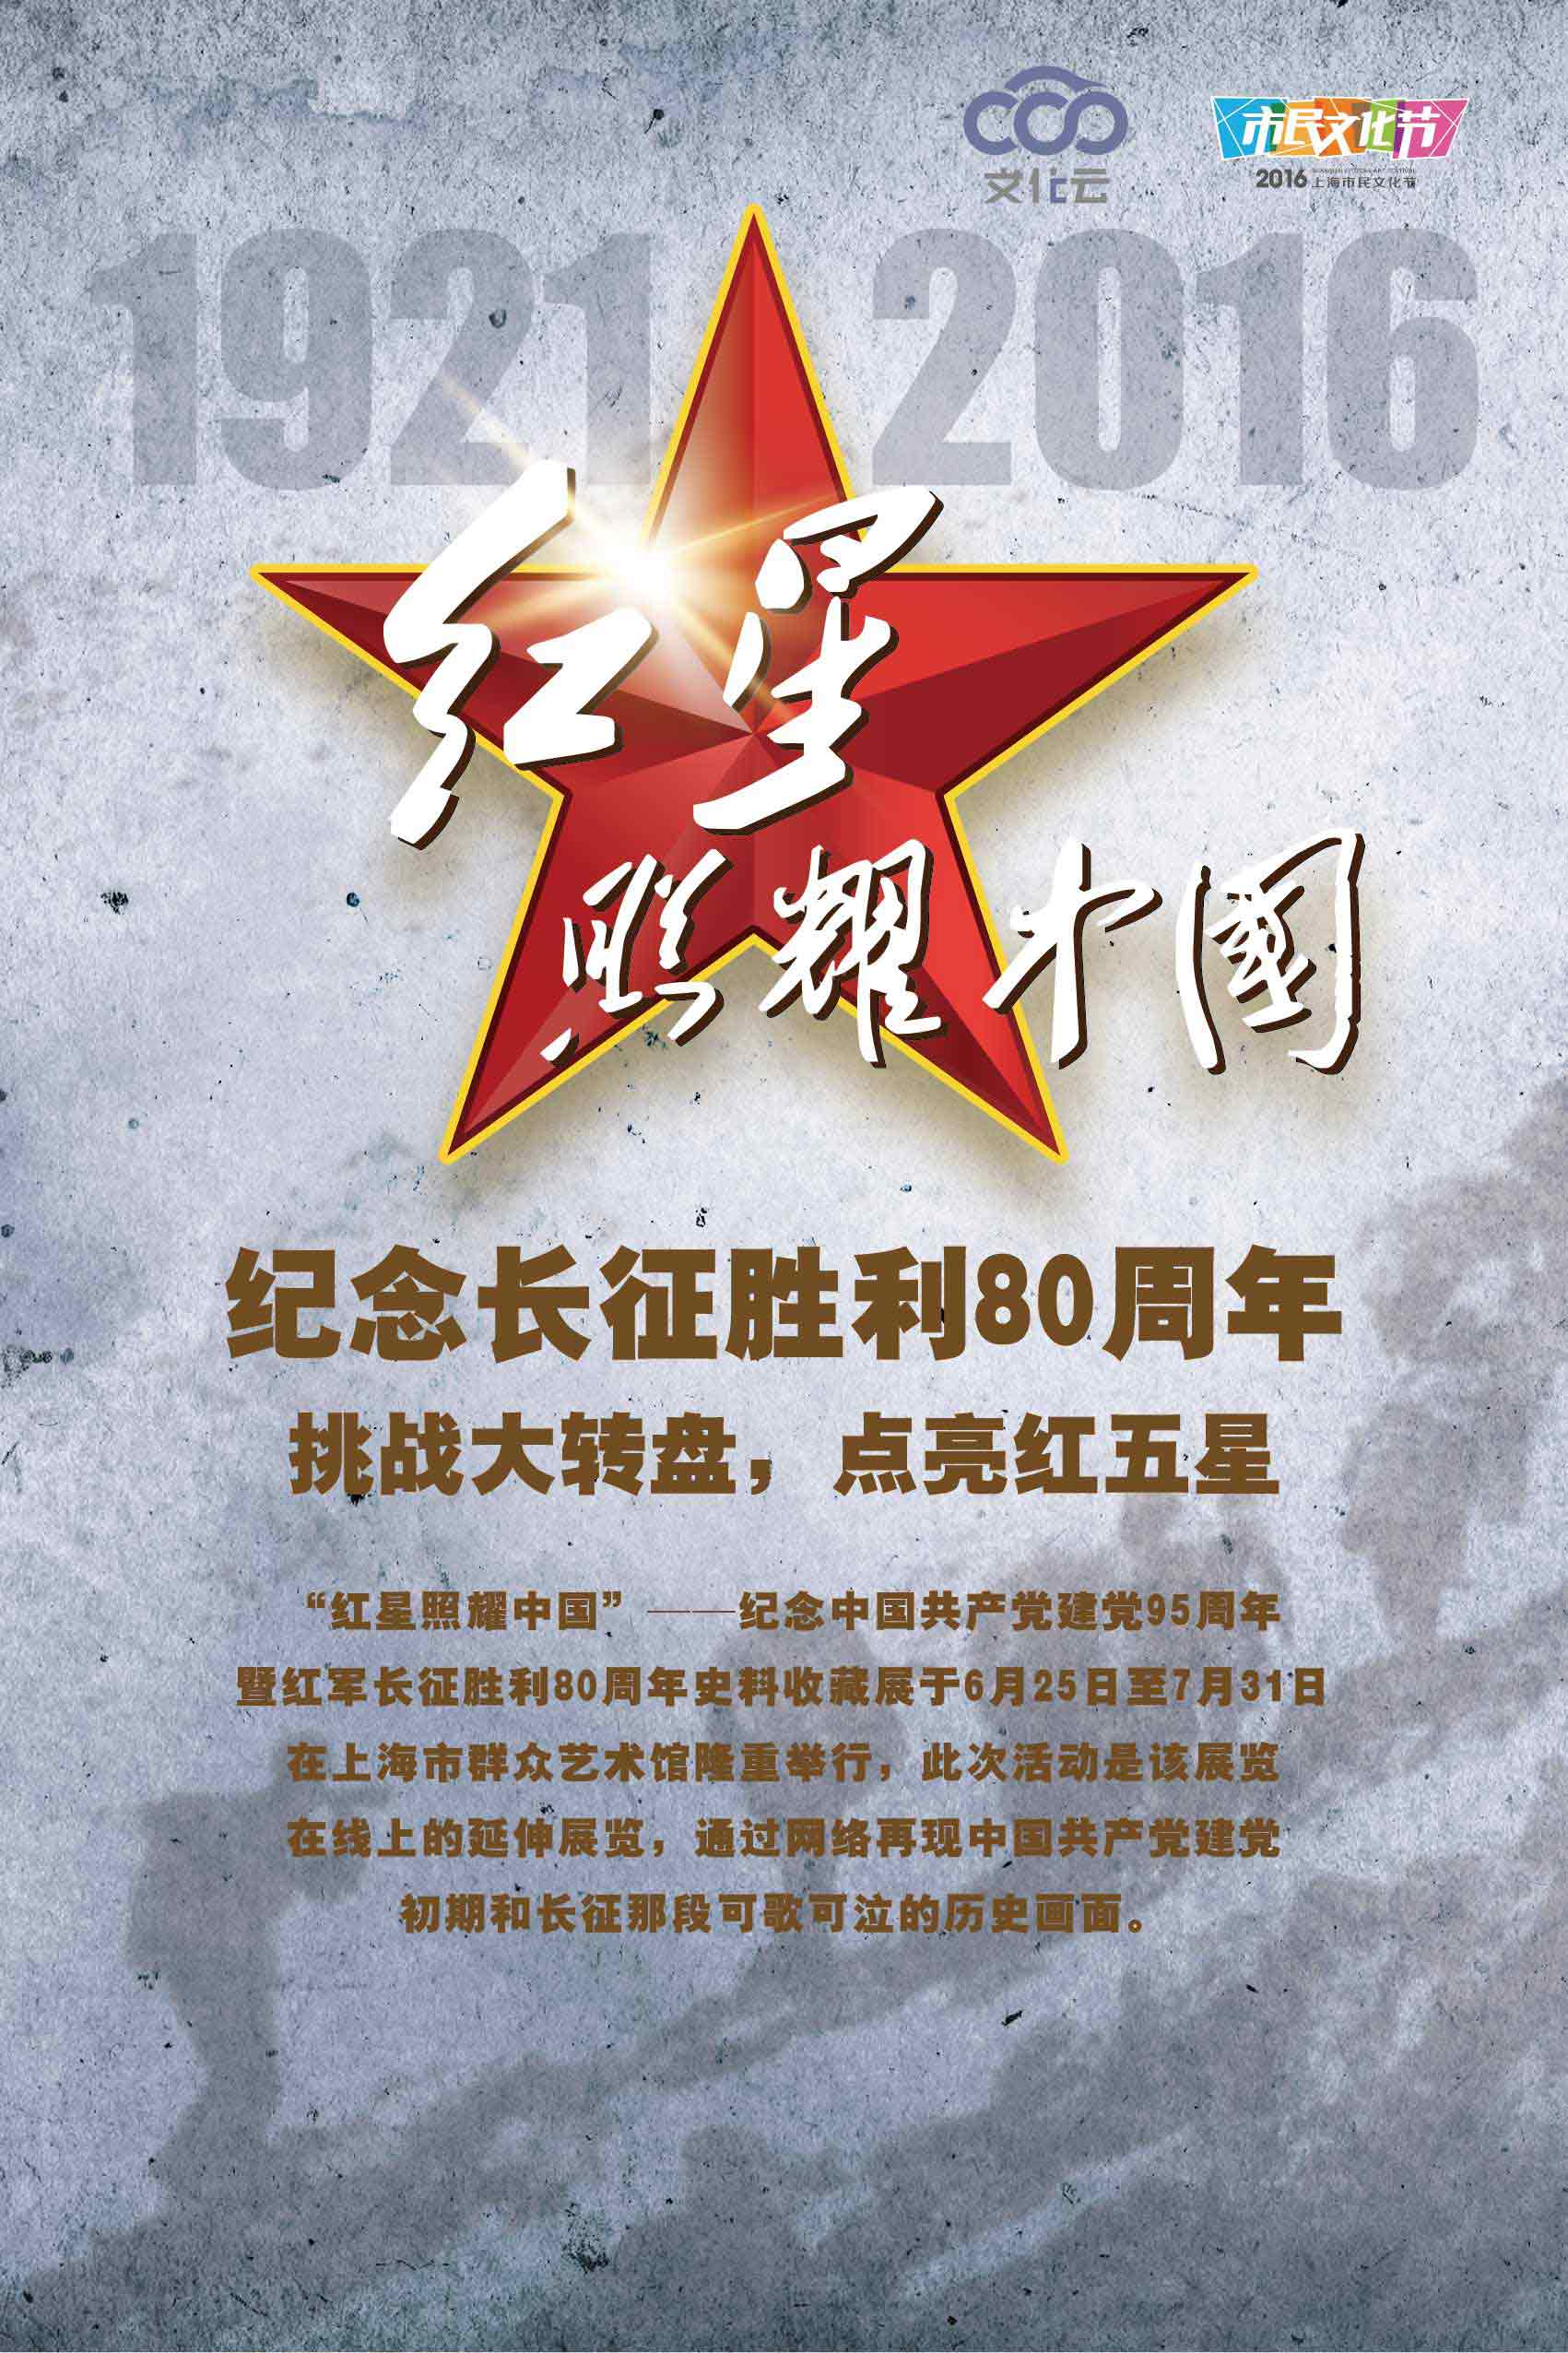 文化云
市民文化节
2016 上海市民文化节
1921 2016
红星
照耀中國
纪念长征胜利80周年
挑战大转盘，点亮红五星
“红星照耀中国”——纪念中国共产党建党95周年
暨红军长征胜利80周年史料收藏展于6月25日至7月31日
在上海市群众艺术馆隆重举行，此次活动是该展览
在线上的延伸展览，通过网络再现中国共产党建党
初期和长征那段可歌可泣的历史画面。